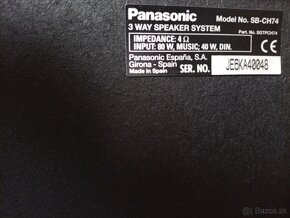 Panasonic
Model No. SB-CH74
3 WAY SPEAKER SYSTEM
Part. No. SGTPCH74
IMPEDANCE: 4 Ω
INPUT: 80 W, MUSIC; 40 W, DIN.
Panasonic España, S.A.
Girona - Spain
Made in Spain
SER. NO. JEBKA40048
bazos.sk